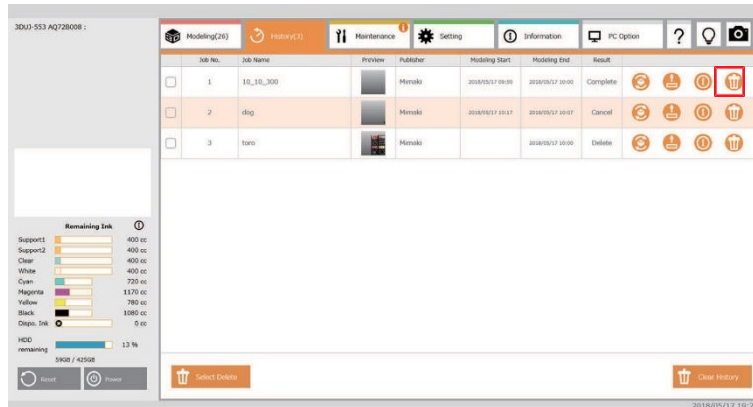 3DUJ-553 AQ72B008 :
Modeling(26)
History(3)
Maintenance
Setting
Information
PC Option
?
Job No. Job Name Preview Publisher Modeling Start Modeling End Result
1 10_10_300 Mimaki 2018/05/17 09:59 2018/05/17 10:00 Complete
2 dog Mimaki 2018/05/17 10:17 2018/05/17 10:07 Cancel
3 toro Mimaki 2018/05/17 10:00 Delete
Remaining Ink
Support1 400 cc
Support2 400 cc
Clear 400 cc
White 400 cc
Cyan 720 cc
Magenta 1170 cc
Yellow 780 cc
Black 1080 cc
Dispo. Ink 0 cc
HDD
remaining 13 %
59GB / 425GB
Reset Power
Select Delete
Clear History